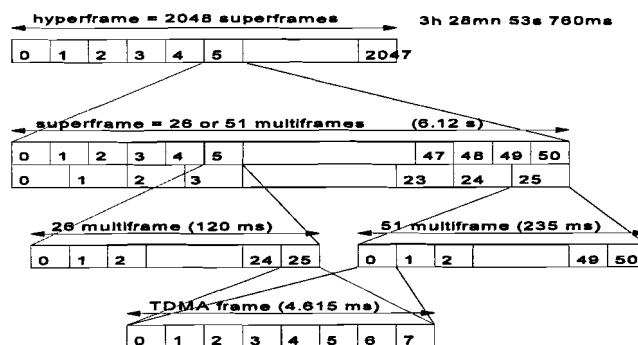 hyperframe = 2048 superframes 3h 28mn 53s 760ms
0 1 2 3 4 5 2047
superframe = 26 or 51 multiframes (6.12 s)
0 1 2 3 4 5 47 48 49 50
0 1 2 3 23 24 25
26 multiframe (120 ms) 51 multiframe (235 ms)
0 1 2 24 25 0 1 2 49 50
TDMA frame (4.615 ms)
0 1 2 3 4 5 6 7